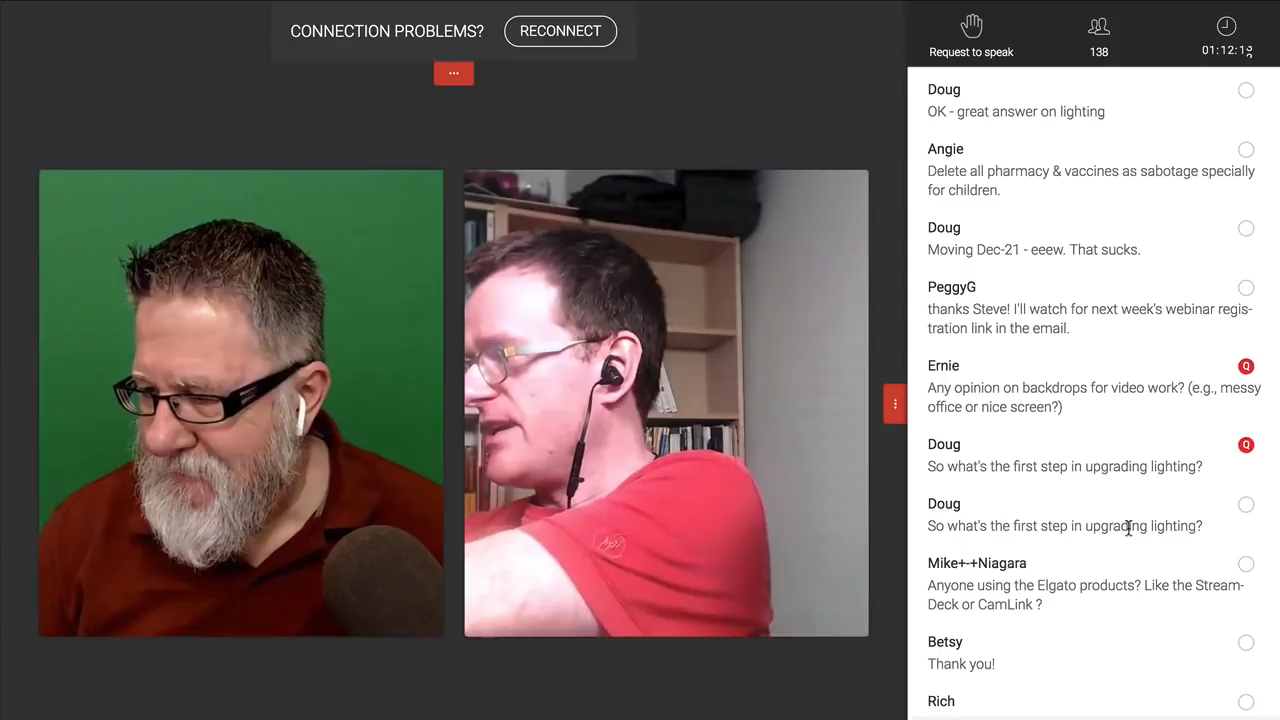 CONNECTION PROBLEMS?
RECONNECT
Request to speak
138
Doug
OK - great answer on lighting
Angie
Delete all pharmacy & vaccines as sabotage specially
for children.
Doug
Moving Dec-21 - eeew. That sucks.
PeggyG
thanks Steve! I'll watch for next week's webinar regis-
tration link in the email.
Ernie
Q
Any opinion on backdrops for video work? (e.g., messy
office or nice screen?)
Doug
Q
So what's the first step in upgrading lighting?
Doug
So what's the first step in upgrading lighting?
Mike+-+Niagara
Anyone using the Elgato products? Like the Stream-
Deck or CamLink ?
Betsy
Thank you!
Rich